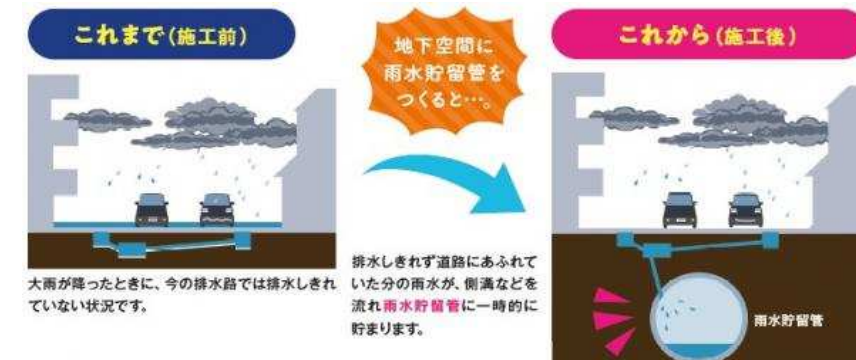 これまで(施工前)
地下空間に
雨水貯留管を
つくると…。
これから(施工後)
大雨が降ったときに、今の排水路では排水しきれ
ていない状況です。
排水しきれず道路にあふれて
いた分の雨水が、側溝などを
流れ雨水貯留管に一時的に
貯まります。
雨水貯留管